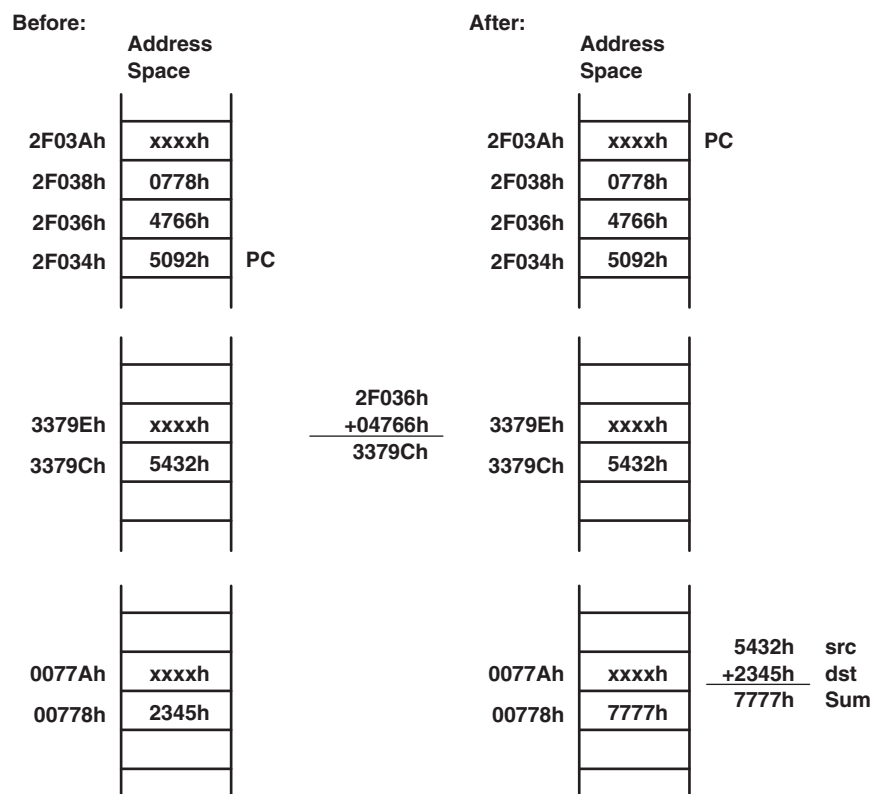 Before:
Address
Space
2F03Ah xxxxh
2F038h 0778h
2F036h 4766h
2F034h 5092h PC
3379Eh xxxxh
3379Ch 5432h
2F036h
+04766h
3379Ch
0077Ah xxxxh
00778h 2345h
After:
Address
Space
2F03Ah xxxxh PC
2F038h 0778h
2F036h 4766h
2F034h 5092h
3379Eh xxxxh
3379Ch 5432h
0077Ah xxxxh
00778h 7777h
5432h src
+2345h dst
7777h Sum